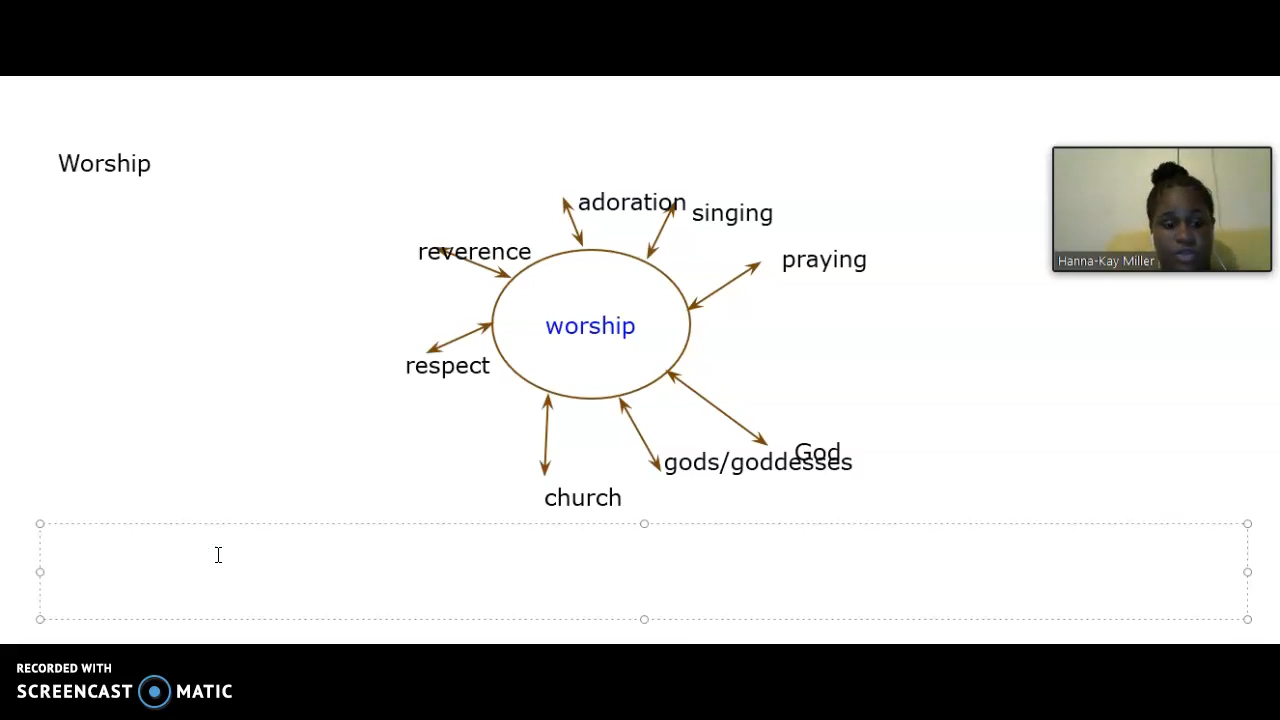 Worship
adoration
singing
reverence
praying
worship
respect
God
gods/goddesses
church
Hanna-Kay Miller
RECORDED WITH
SCREENCAST MATIC